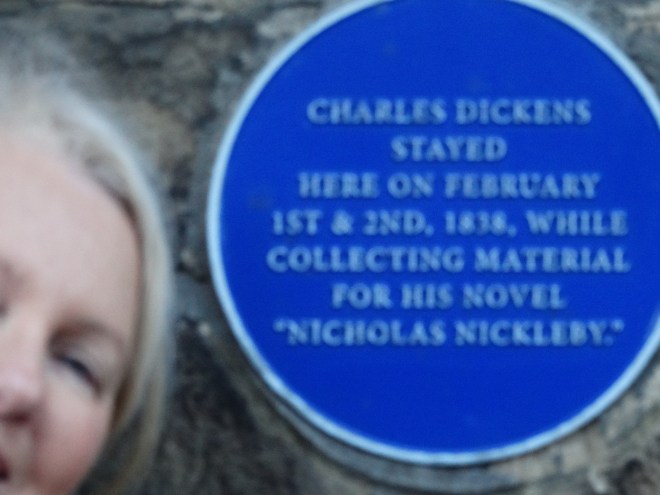 CHARLES DICKENS
STAYED
HERE ON FEBRUARY
1ST & 2ND, 1838, WHILE
COLLECTING MATERIAL
FOR HIS NOVEL
"NICHOLAS NICKLEBY."